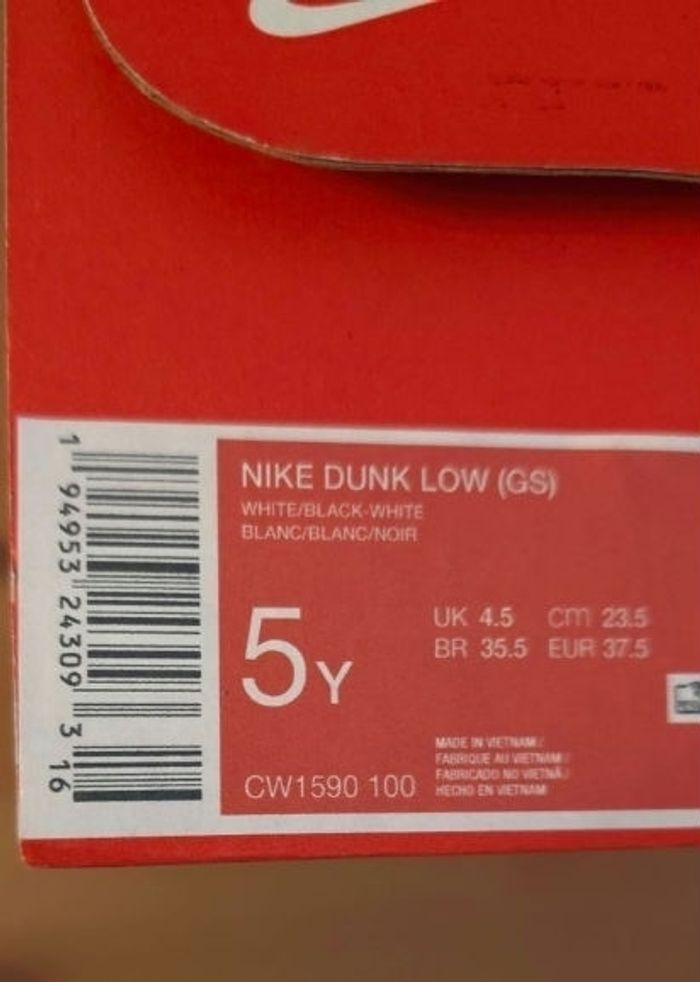 NIKE DUNK LOW (GS)
WHITE/BLACK-WHITE
BLANC/BLANC/NOIR
5Y
UK 4.5 cm 23.5
BR 35.5 EUR 37.5
CW1590 100
MADE IN VIETNAM/
FABRIQUE AU VIETNAM/
FABRICADO NO VIETNÃ/
HECHO EN VIETNAM
1 94953 24309 3 16